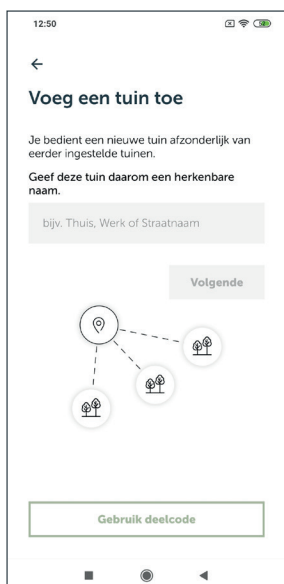 12:50
50
Voeg een tuin toe
Je bedient een nieuwe tuin afzonderlijk van
eerder ingestelde tuinen.
Geef deze tuin daarom een herkenbare
naam.
bijv. Thuis, Werk of Straatnaam
Volgende
Gebruik deelcode